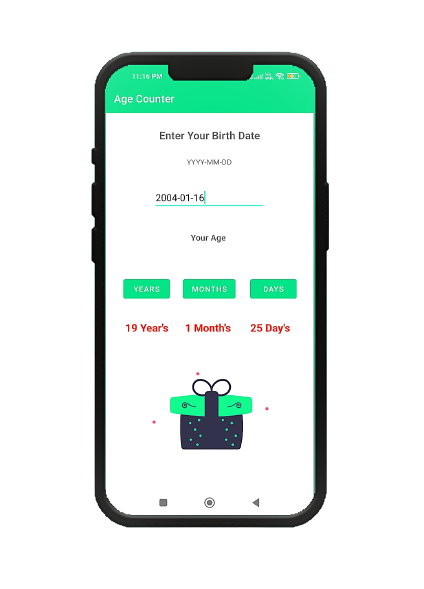 11:16 PM
Age Counter
Enter Your Birth Date
YYYY-MM-DD
2004-01-16
Your Age
YEARS MONTHS DAYS
19 Year's 1 Month's 25 Day's